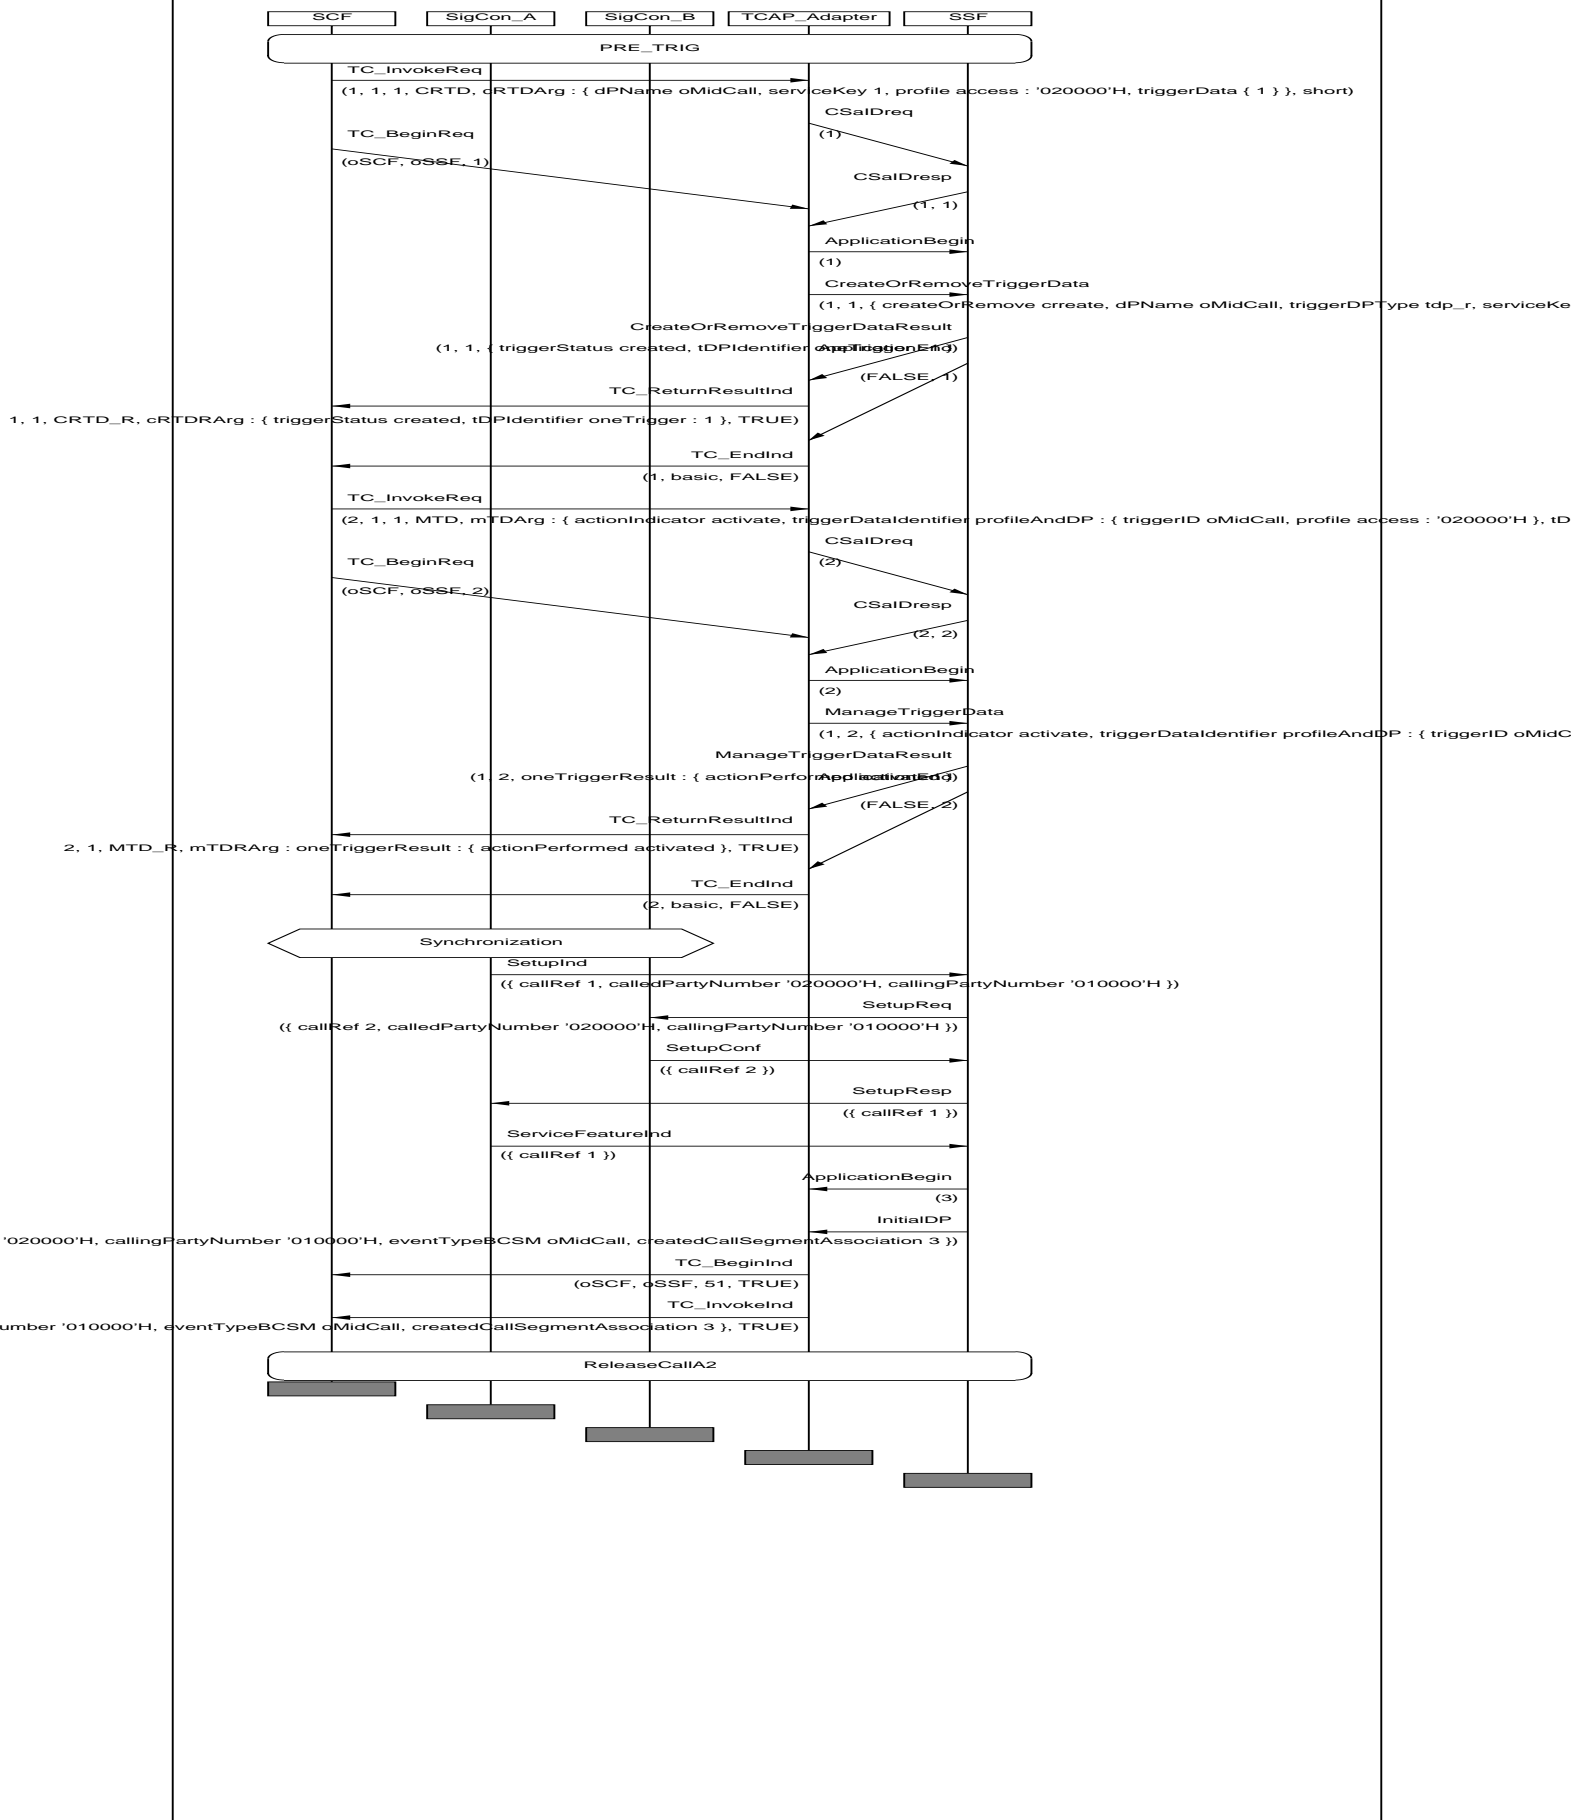 SCF SigCon_A SigCon_B TCAP_Adapter SSF
PRE_TRIG
TC_InvokeReq
(1, 1, 1, CRTD, cRTDArg : { dPName oMidCall, serviceKey 1, profile access : '020000'H, triggerData { 1 } }, short)
CSaIDreq
TC_BeginReq
(1)
(oSCF, oSSF, 1)
CSaIDresp
(1, 1)
ApplicationBegin
(1)
CreateOrRemoveTriggerData
(1, 1, { createOrRemove crreate, dPName oMidCall, triggerDPType tdp_r, serviceKe
CreateOrRemoveTriggerDataResult
(1, 1, { triggerStatus created, tDPIdentifier oneTrigger : 1 })
ApplicationEnd
(FALSE, 1)
TC_ReturnResultInd
1, 1, CRTD_R, cRTDRArg : { triggerStatus created, tDPIdentifier oneTrigger : 1 }, TRUE)
TC_EndInd
(1, basic, FALSE)
TC_InvokeReq
(2, 1, 1, MTD, mTDArg : { actionIndicator activate, triggerDataIdentifier profileAndDP : { triggerID oMidCall, profile access : '020000'H }, tD
CSaIDreq
TC_BeginReq
(2)
(oSCF, oSSF, 2)
CSaIDresp
(2, 2)
ApplicationBegin
(2)
ManageTriggerData
(1, 2, { actionIndicator activate, triggerDataIdentifier profileAndDP : { triggerID oMidC
ManageTriggerDataResult
(1, 2, oneTriggerResult : { actionPerformed activated })
ApplicationEnd
(FALSE, 2)
TC_ReturnResultInd
2, 1, MTD_R, mTDRArg : oneTriggerResult : { actionPerformed activated }, TRUE)
TC_EndInd
(2, basic, FALSE)
Synchronization
SetupInd
({ callRef 1, calledPartyNumber '020000'H, callingPartyNumber '010000'H })
SetupReq
({ callRef 2, calledPartyNumber '020000'H, callingPartyNumber '010000'H })
SetupConf
({ callRef 2 })
SetupResp
({ callRef 1 })
ServiceFeatureInd
({ callRef 1 })
ApplicationBegin
(3)
InitialDP
'020000'H, callingPartyNumber '010000'H, eventTypeBCSM oMidCall, createdCallSegmentAssociation 3 })
TC_BeginInd
(oSCF, oSSF, 51, TRUE)
TC_InvokeInd
umber '010000'H, eventTypeBCSM oMidCall, createdCallSegmentAssociation 3 }, TRUE)
ReleaseCallA2